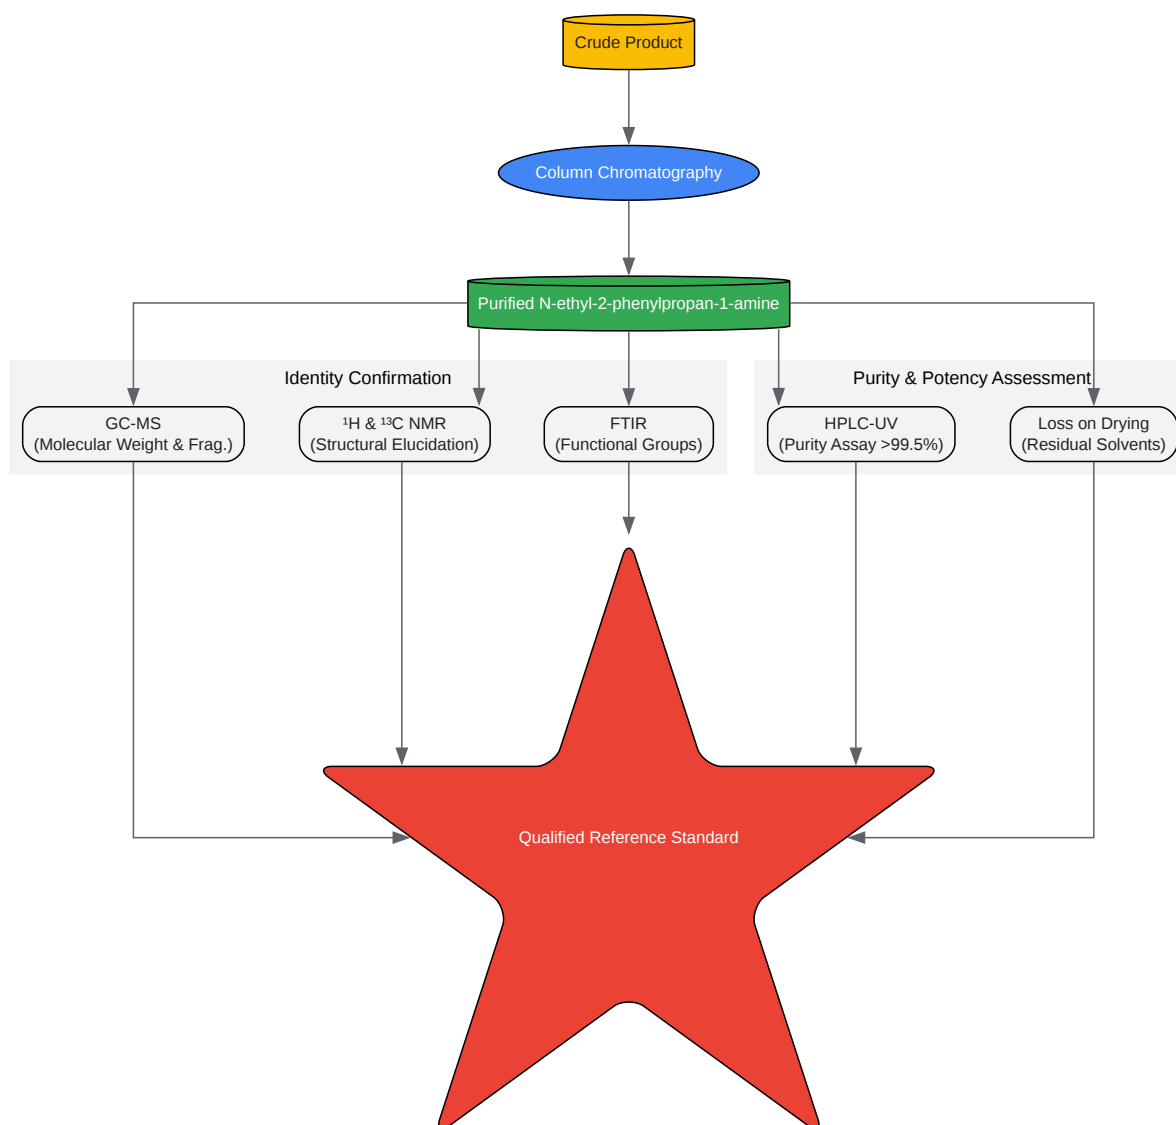 Crude Product
Column Chromatography
Purified N-ethyl-2-phenylpropan-1-amine
Identity Confirmation
Purity & Potency Assessment
GC-MS
(Molecular Weight & Frag.)
¹H & ¹³C NMR
(Structural Elucidation)
FTIR
(Functional Groups)
HPLC-UV
(Purity Assay >99.5%)
Loss on Drying
(Residual Solvents)
Qualified Reference Standard